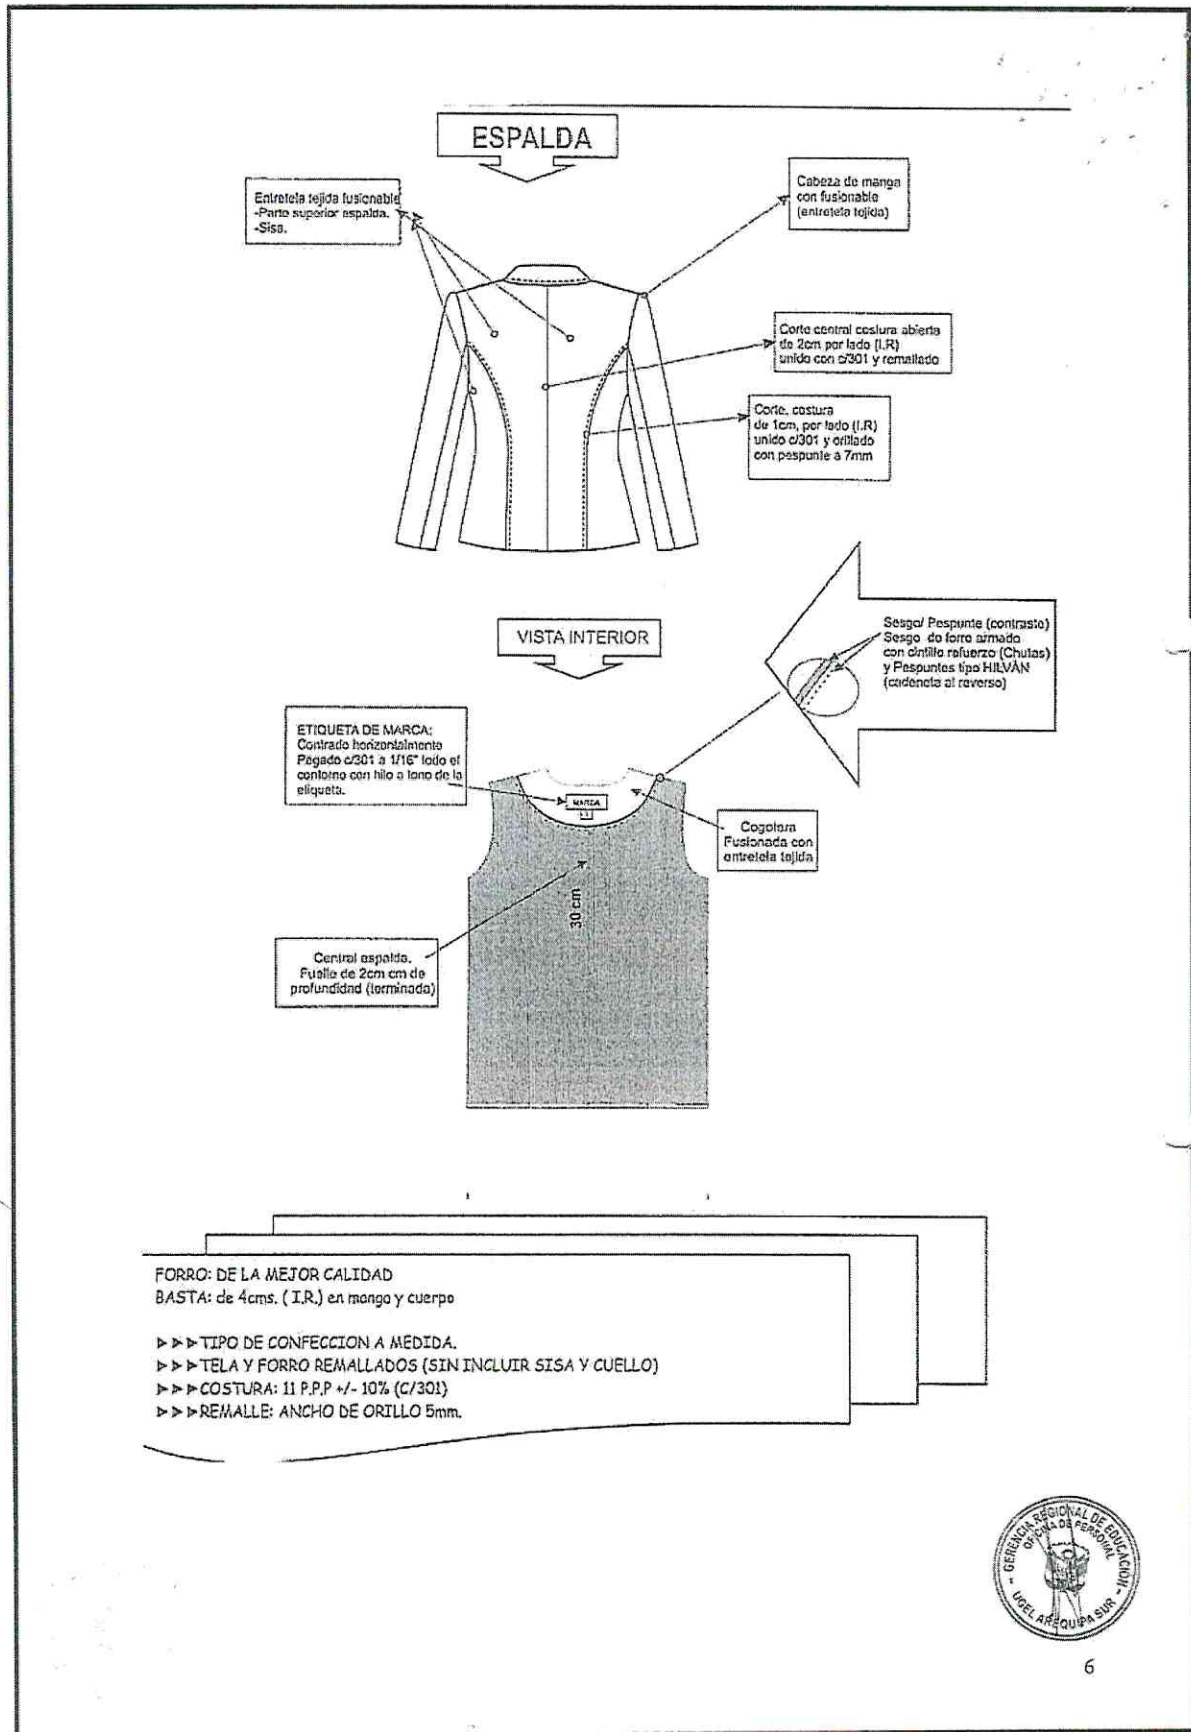 ESPALDA
Entretela tejida fusionable
-Parte superior espalda.
-Sisa.
Cabeza de manga
con fusionable
(entretela tejida)
Corte central costura abierta
de 2cm por lado (I.R)
unido con c/301 y remallado
Corte, costura
de 1cm, por lado (I.R)
unido c/301 y orillado
con pespunte a 7mm
VISTA INTERIOR
Sesgo/ Pespunte (contraste)
Sesgo de forro armado
con cintillo refuerzo (Chutas)
y Pespuntes tipo HILVÁN
(cadeneta al reverso)
ETIQUETA DE MARCA:
Centrado horizontalmente
Pegado c/301 a 1/16" todo el
contorno con hilo a tono de la
etiqueta.
MARCA
Cogotera
Fusionada con
entretela tejida
30 cm
Central espalda.
Fuelle de 2cm cm de
profundidad (terminada)
FORRO: DE LA MEJOR CALIDAD
BASTA: de 4cms. ( I.R.) en manga y cuerpo
TIPO DE CONFECCION A MEDIDA.
TELA Y FORRO REMALLADOS (SIN INCLUIR SISA Y CUELLO)
COSTURA: 11 P.P.P +/- 10% (C/301)
REMALLE: ANCHO DE ORILLO 5mm.
GERENCIA REGIONAL DE EDUCACIÓN
OFICINA DE PERSONAL
UGEL AREQUIPA SUR
6